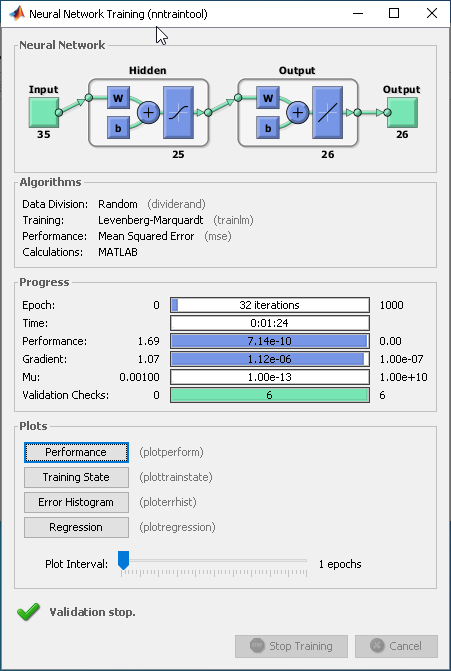 Neural Network Training (nntraintool)
Neural Network
Hidden Output
Input Output
W W
b b
35 26
25 26
Algorithms
Data Division: Random (dividerand)
Training: Levenberg-Marquardt (trainlm)
Performance: Mean Squared Error (mse)
Calculations: MATLAB
Progress
Epoch: 0 32 iterations 1000
Time: 0:01:24
Performance: 1.69 7.14e-10 0.00
Gradient: 1.07 1.12e-06 1.00e-07
Mu: 0.00100 1.00e-13 1.00e+10
Validation Checks: 0 6 6
Plots
Performance (plotperform)
Training State (plottrainstate)
Error Histogram (ploterrhist)
Regression (plotregression)
Plot Interval: 1 epochs
Validation stop.
Stop Training Cancel